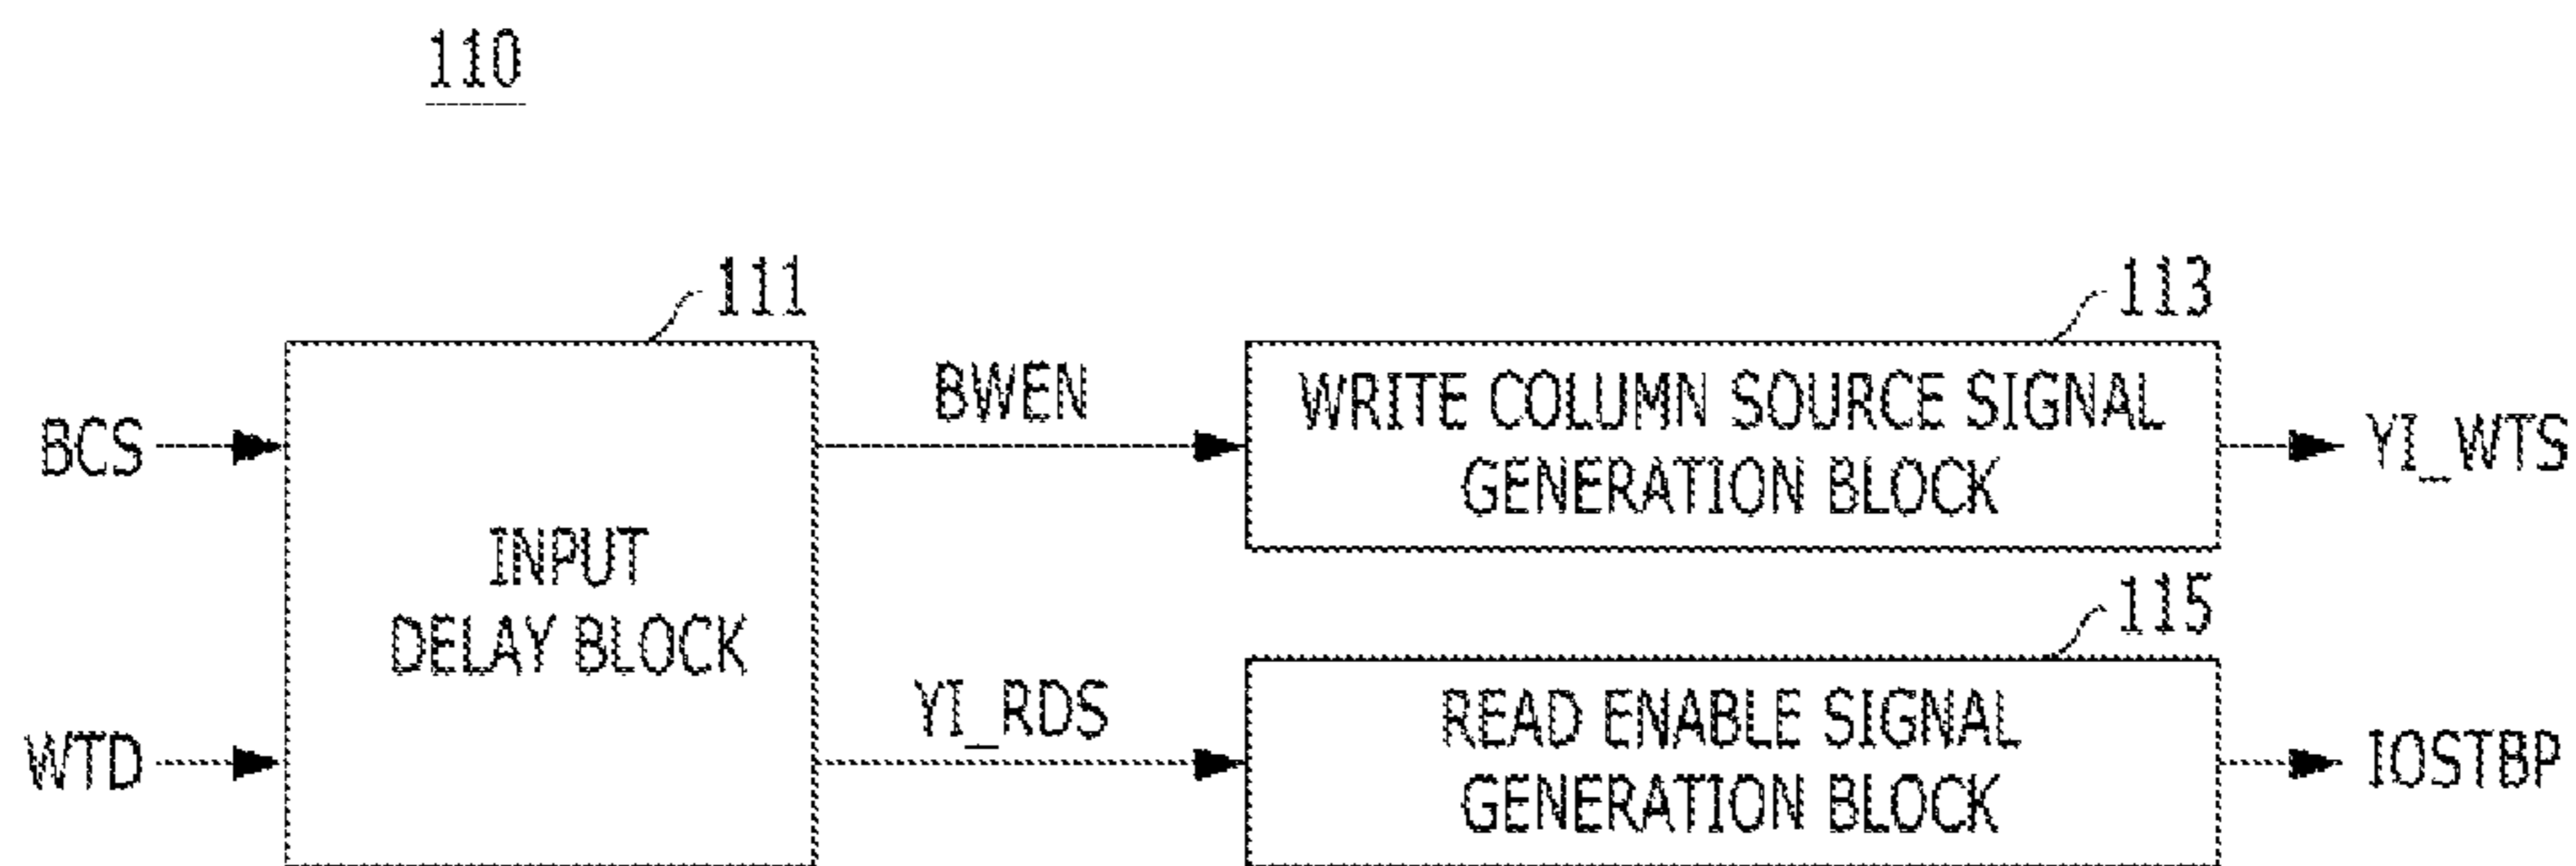 110
111
113
BCS
BWEN
WRITE COLUMN SOURCE SIGNAL
GENERATION BLOCK
YI_WTS
INPUT
DELAY BLOCK
115
WTD
YI_RDS
READ ENABLE SIGNAL
GENERATION BLOCK
IOSTBP